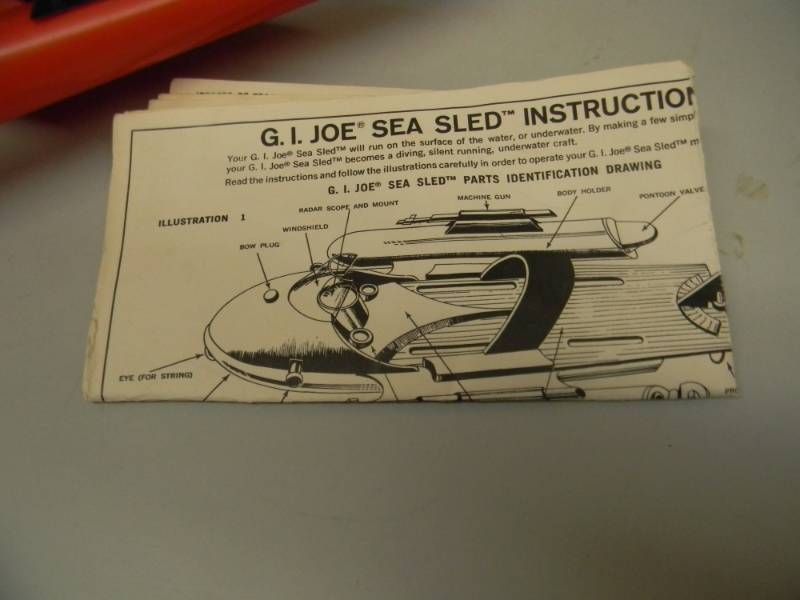 G. I. JOE® SEA SLED™ INSTRUCTION
Your G. I. Joe® Sea Sled™ will run on the surface of the water, or underwater. By making a few simp
your G. I. Joe® Sea Sled™ becomes a diving, silent running, underwater craft.
Read the instructions and follow the illustrations carefully in order to operate your G. I. Joe® Sea Sled™ m
G. I. JOE® SEA SLED™ PARTS IDENTIFICATION DRAWING
ILLUSTRATION 1
RADAR SCOPE AND MOUNT
MACHINE GUN
BODY HOLDER
PONTOON VALVE
WINDSHIELD
BOW PLUG
EYE (FOR STRING)
PRO